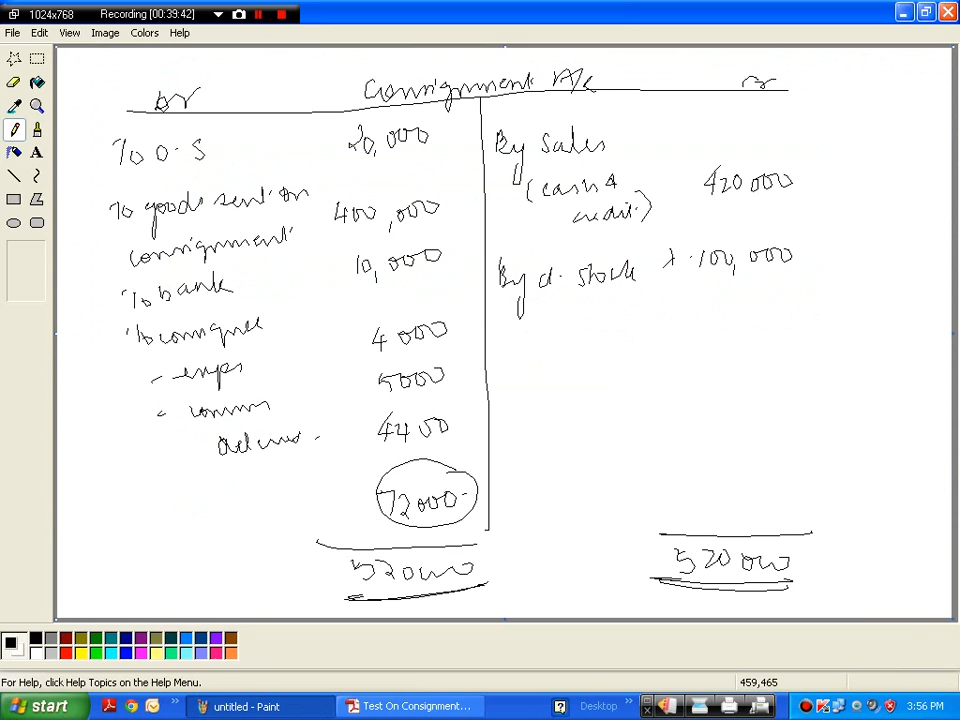 1024x768 Recording [00:39:42]
File Edit View Image Colors Help
Dr Consignment A/c Cr
To O. S 20,000
By Sales
(cash &
credit) 420 000
To goods sent on
consignment 400,000
To bank 10,000
By cl. stock 100,000
To consignee
- exps 4000
- comms 5000
72000
520000 520000
For Help, click Help Topics on the Help Menu. 459,465
start untitled - Paint Test On Consignment... Desktop 3:56 PM